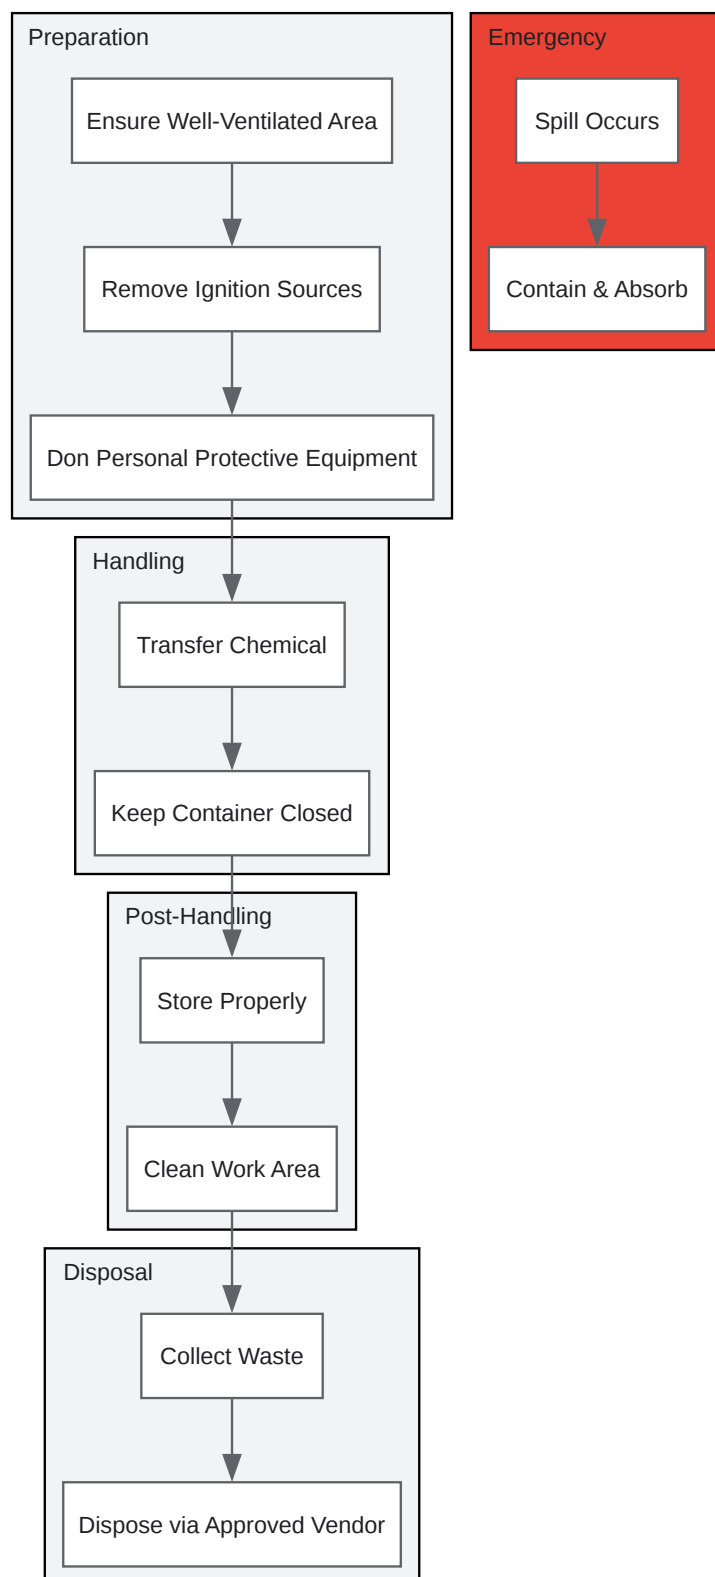 Preparation
Ensure Well-Ventilated Area
Remove Ignition Sources
Don Personal Protective Equipment
Handling
Transfer Chemical
Keep Container Closed
Post-Handling
Store Properly
Clean Work Area
Disposal
Collect Waste
Dispose via Approved Vendor
Emergency
Spill Occurs
Contain & Absorb